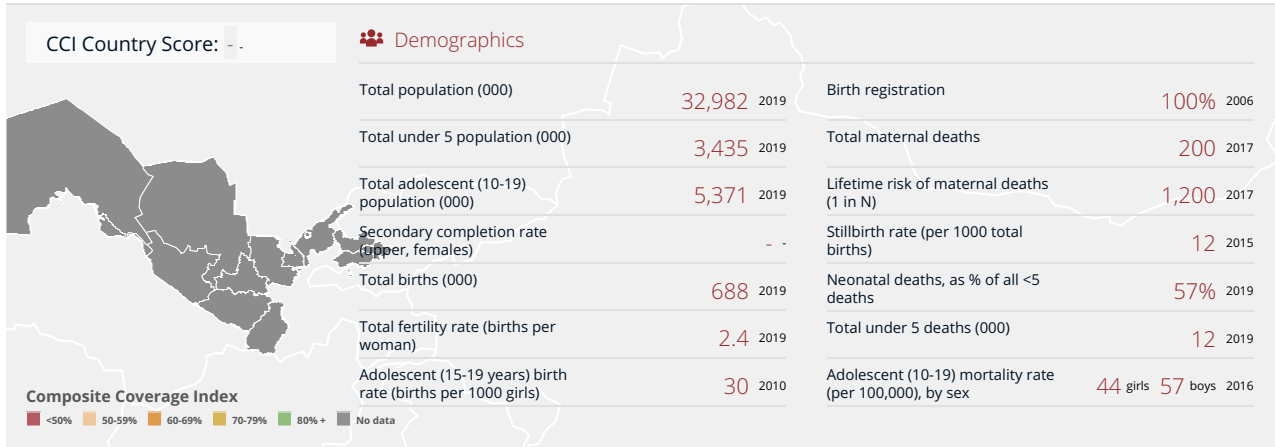 CCI Country Score: - -
Demographics
Total population (000)
32,982 2019
Total under 5 population (000)
3,435 2019
Total adolescent (10-19)
population (000)
5,371 2019
Secondary completion rate
(upper, females)
- -
Total births (000)
688 2019
Total fertility rate (births per
woman)
2.4 2019
Adolescent (15-19 years) birth
rate (births per 1000 girls)
30 2010
Birth registration
100% 2006
Total maternal deaths
200 2017
Lifetime risk of maternal deaths
(1 in N)
1,200 2017
Stillbirth rate (per 1000 total
births)
12 2015
Neonatal deaths, as % of all <5
deaths
57% 2019
Total under 5 deaths (000)
12 2019
Adolescent (10-19) mortality rate
(per 100,000), by sex
44 girls 57 boys 2016
Composite Coverage Index
<50% 50-59% 60-69% 70-79% 80% + No data